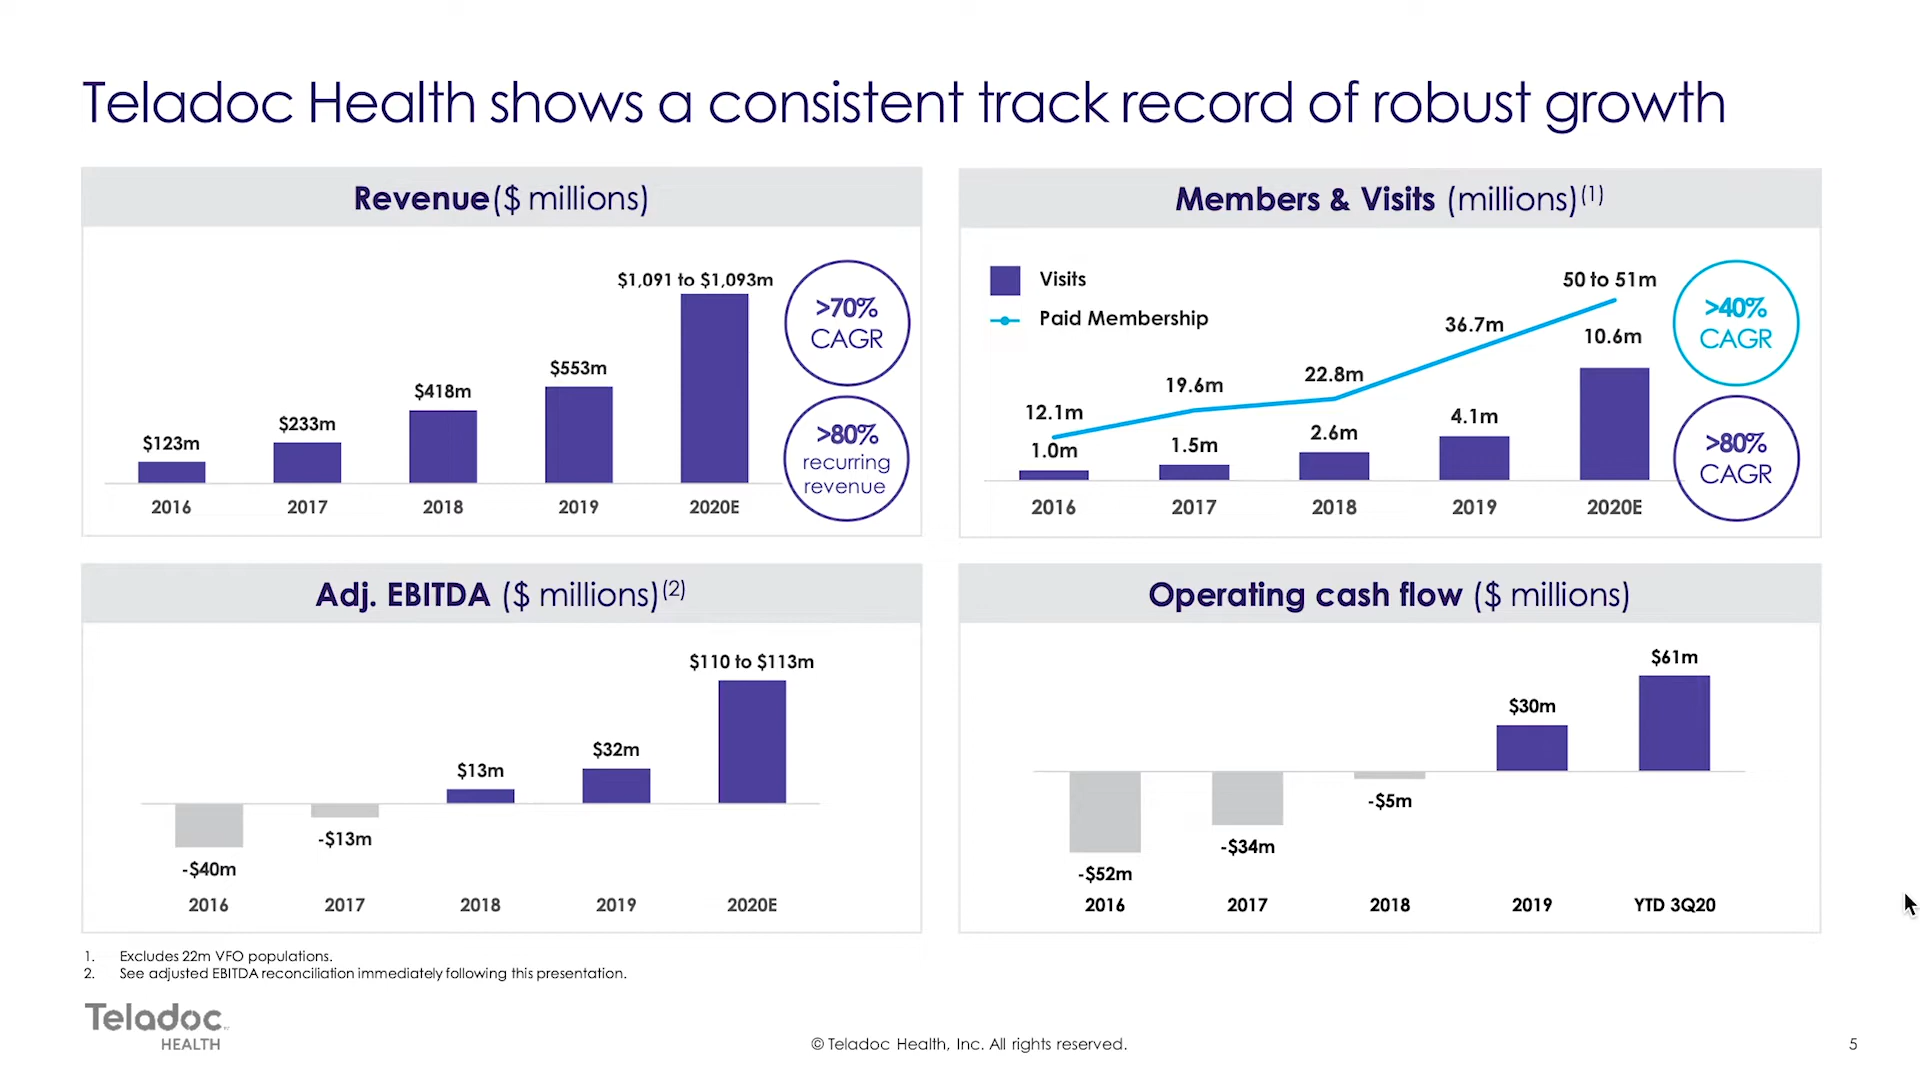 Teladoc Health shows a consistent track record of robust growth
Revenue($ millions)
$1,091 to $1,093m
$553m
$418m
$233m
$123m
2016 2017 2018 2019 2020E
>70%
CAGR
>80%
recurring
revenue
Members & Visits (millions)(1)
Visits
Paid Membership
50 to 51m
36.7m
22.8m
19.6m
12.1m
10.6m
4.1m
2.6m
1.5m
1.0m
2016 2017 2018 2019 2020E
>40%
CAGR
>80%
CAGR
Adj. EBITDA ($ millions)(2)
$110 to $113m
$32m
$13m
-$13m
-$40m
2016 2017 2018 2019 2020E
Operating cash flow ($ millions)
$61m
$30m
-$5m
-$34m
-$52m
2016 2017 2018 2019 YTD 3Q20
1. Excludes 22m VFO populations.
2. See adjusted EBITDA reconciliation immediately following this presentation.
Teladoc
HEALTH
© Teladoc Health, Inc. All rights reserved.
5